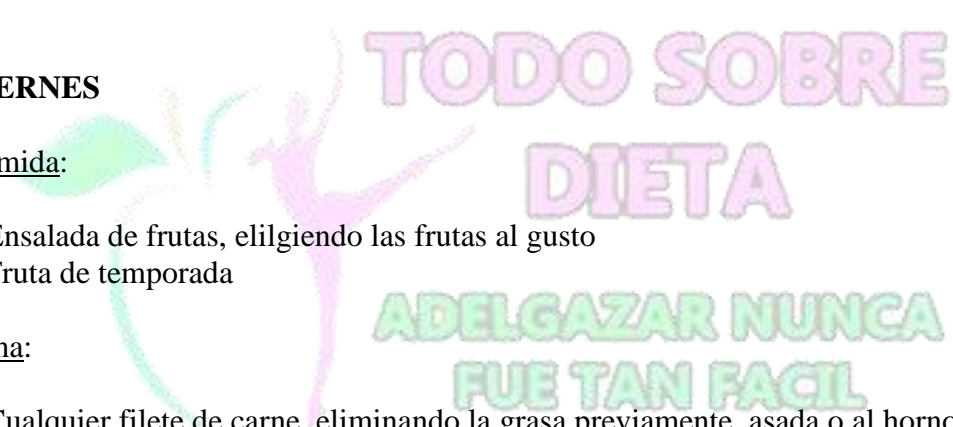 ERNES
TODO SOBRE
DIETA
mida:
Ensalada de frutas, elilgiendo las frutas al gusto
Fruta de temporada
ADELGAZAR NUNCA
FUE TAN FACIL
na:
Cualquier filete de carne, eliminando la grasa previamente, asada o al horno